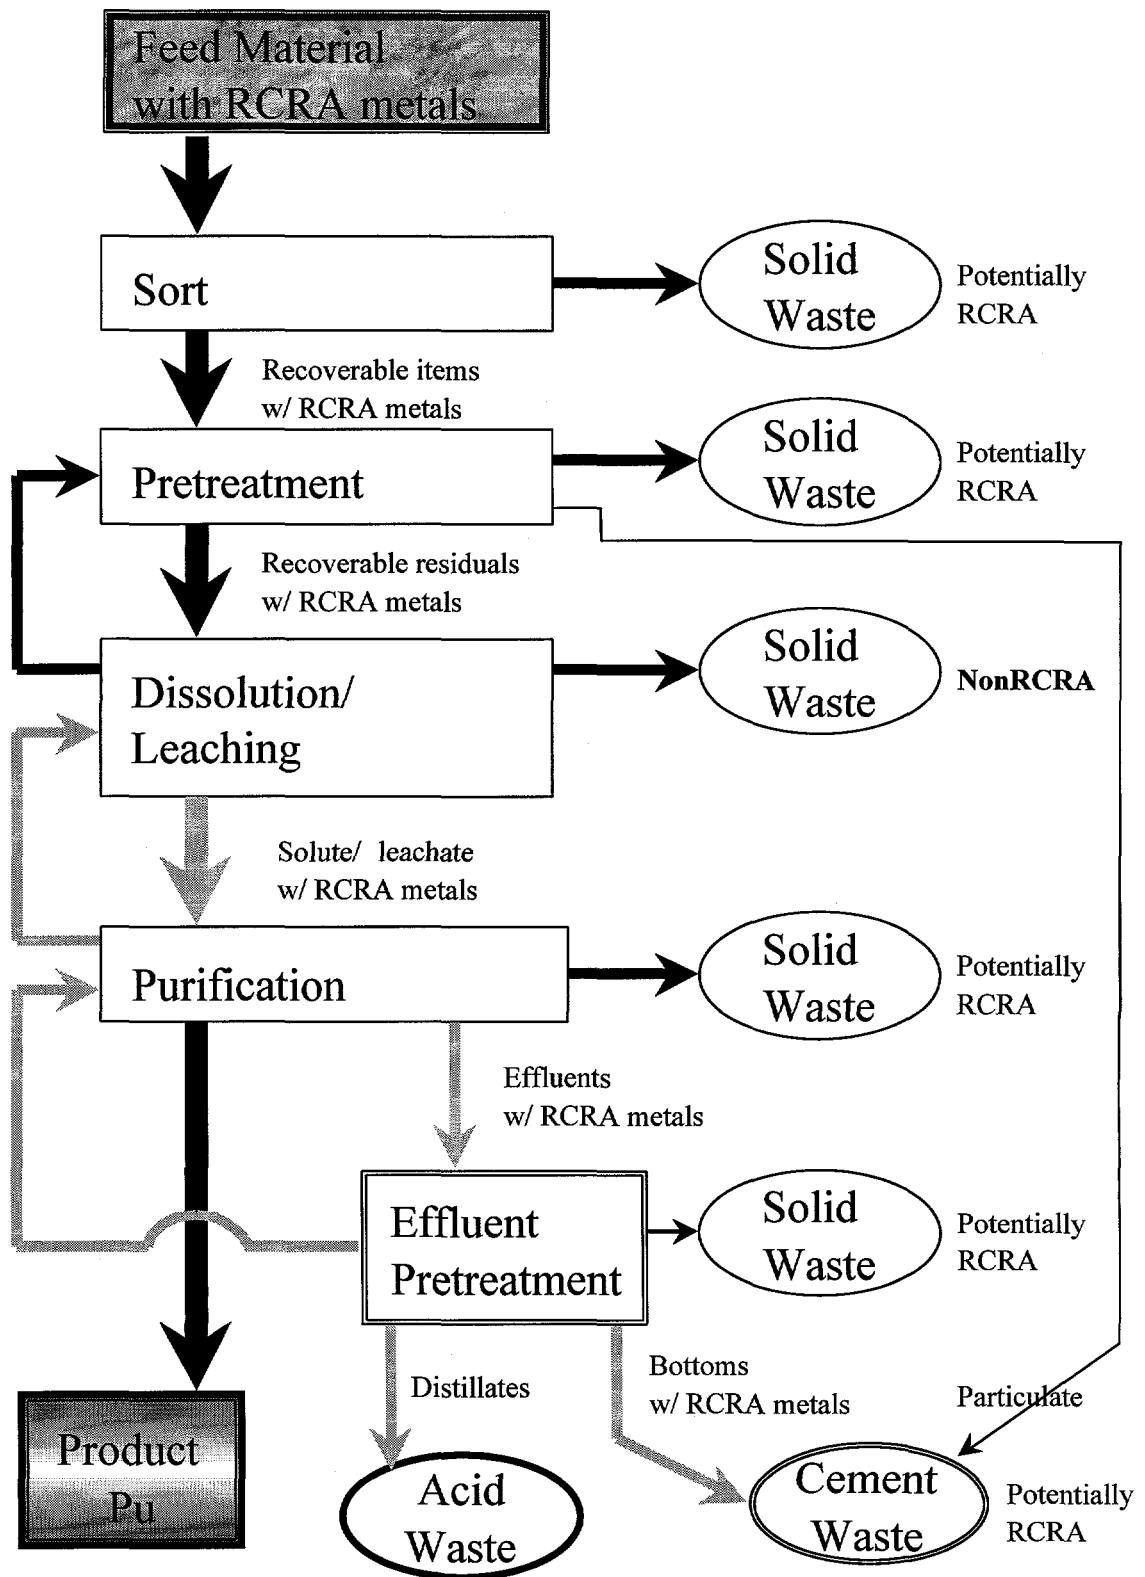 Feed Material
with RCRA metals
Sort
Solid
Waste
Potentially
RCRA
Recoverable items
w/ RCRA metals
Pretreatment
Solid
Waste
Potentially
RCRA
Recoverable residuals
w/ RCRA metals
Dissolution/
Leaching
Solid
Waste
NonRCRA
Solute/ leachate
w/ RCRA metals
Purification
Solid
Waste
Potentially
RCRA
Effluents
w/ RCRA metals
Effluent
Pretreatment
Solid
Waste
Potentially
RCRA
Distillates
Bottoms
w/ RCRA metals
Particulate
Product
Pu
Acid
Waste
Cement
Waste
Potentially
RCRA